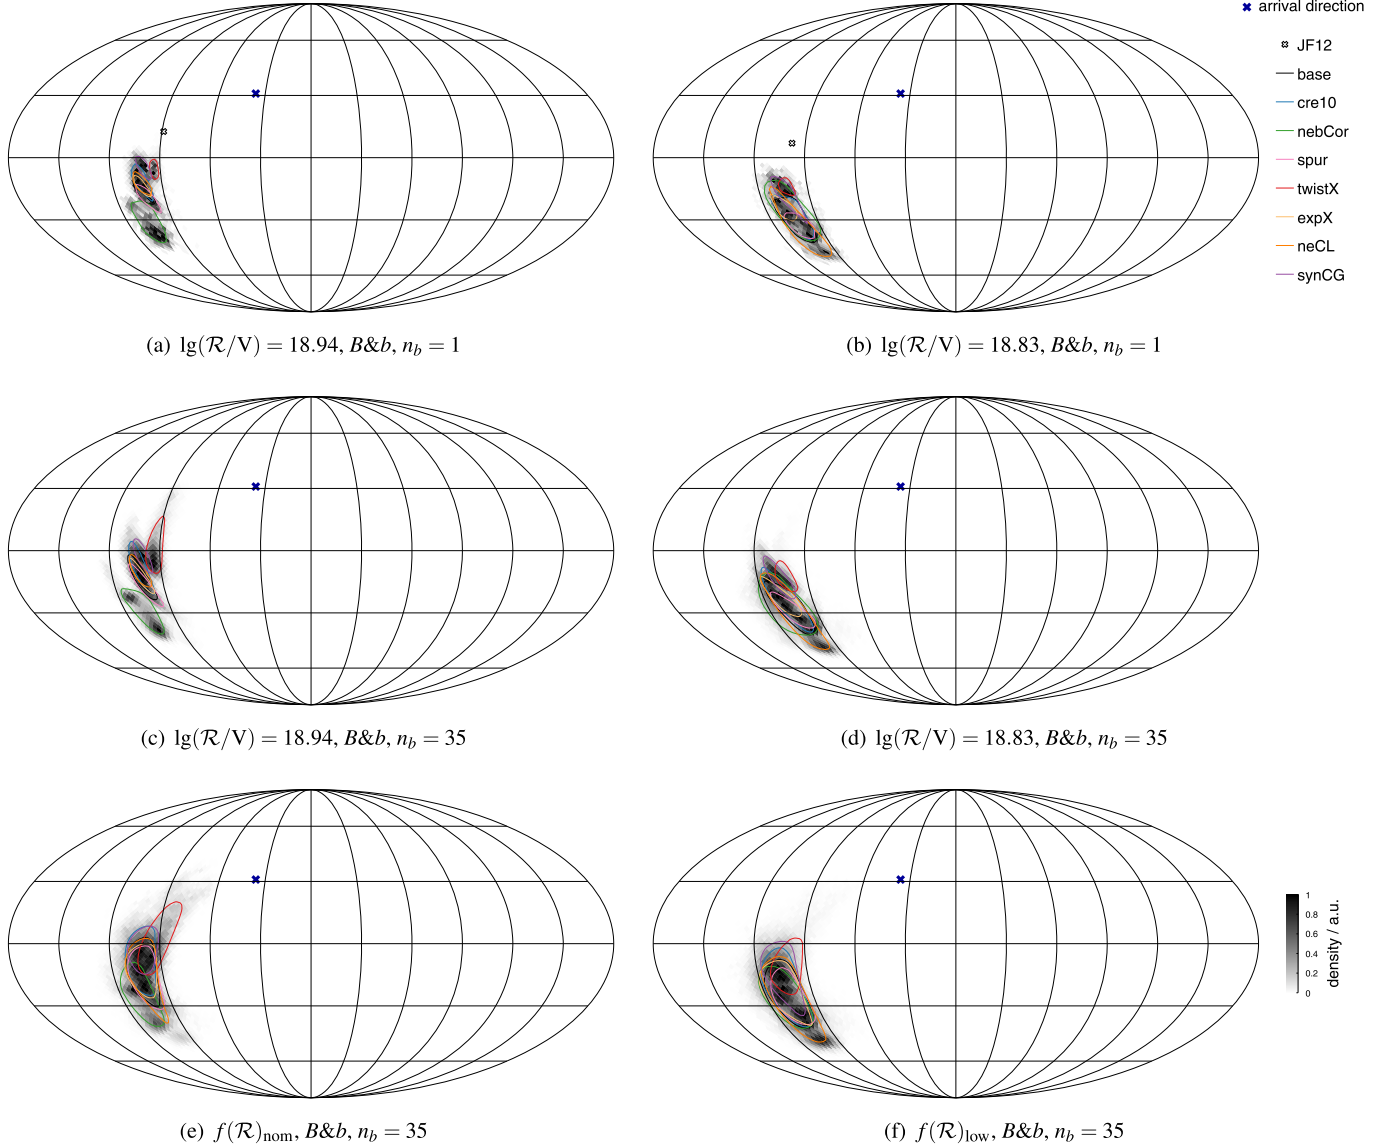 arrival direction
JF12
base
cre10
nebCor
spur
twistX
expX
neCL
synCG
(a) lg(ℛ/V) = 18.94, B&b, n_b = 1
(b) lg(ℛ/V) = 18.83, B&b, n_b = 1
(c) lg(ℛ/V) = 18.94, B&b, n_b = 35
(d) lg(ℛ/V) = 18.83, B&b, n_b = 35
1
0.8
0.6
0.4
0.2
0
density / a.u.
(e) f(ℛ)_nom, B&b, n_b = 35
(f) f(ℛ)_low, B&b, n_b = 35